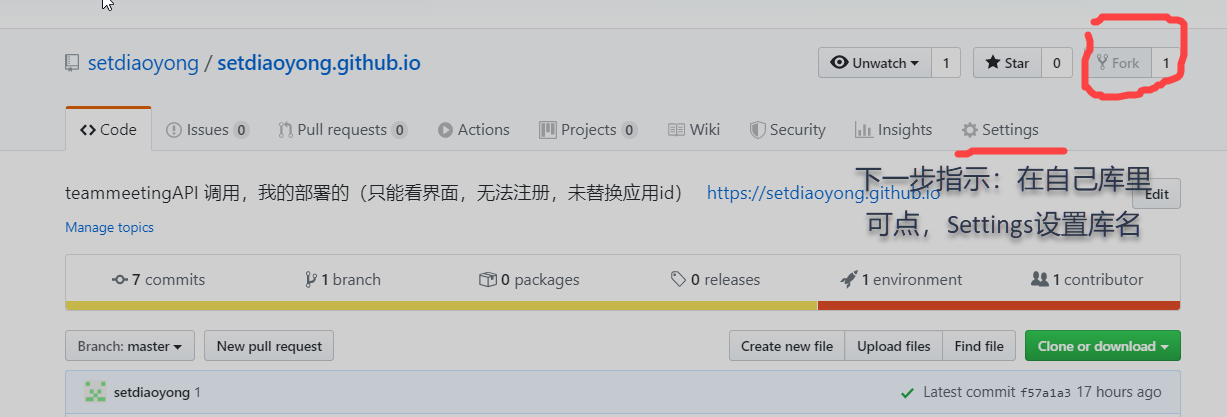 setdiaoyong / setdiaoyong.github.io
Unwatch 1 Star 0 Fork 1
Code Issues 0 Pull requests 0 Actions Projects 0 Wiki Security Insights Settings
下一步指示：在自己库里
可点，Settings设置库名
teammeetingAPI 调用，我的部署的（只能看界面，无法注册，未替换应用id） https://setdiaoyong.github.io
Edit
Manage topics
7 commits 1 branch 0 packages 0 releases 1 environment 1 contributor
Branch: master New pull request Create new file Upload files Find file Clone or download
setdiaoyong 1 Latest commit f57a1a3 17 hours ago